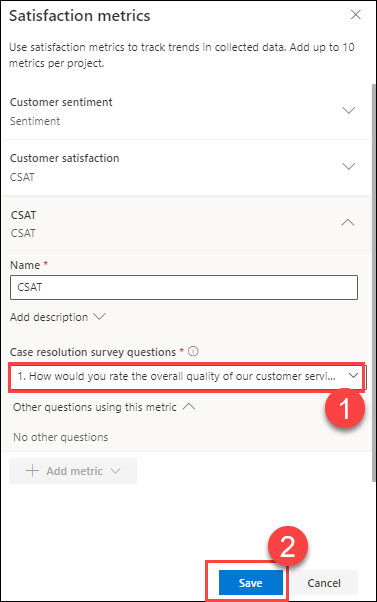 Satisfaction metrics
Use satisfaction metrics to track trends in collected data. Add up to 10
metrics per project.
Customer sentiment
Sentiment
Customer satisfaction
CSAT
CSAT
CSAT
Name *
CSAT
Add description
Case resolution survey questions *
1. How would you rate the overall quality of our customer servi...
1
Other questions using this metric
No other questions
Add metric
2
Save
Cancel